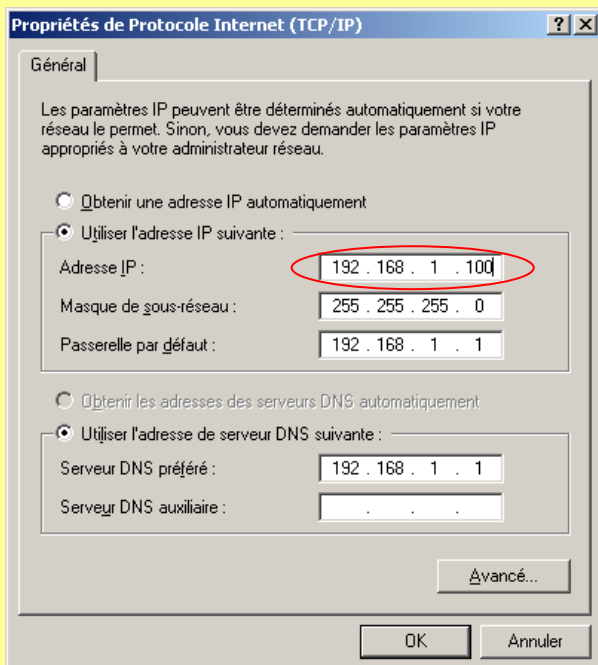 Propriétés de Protocole Internet (TCP/IP)
Général
Les paramètres IP peuvent être déterminés automatiquement si votre
réseau le permet. Sinon, vous devez demander les paramètres IP
appropriés à votre administrateur réseau.
Obtenir une adresse IP automatiquement
Utiliser l'adresse IP suivante :
Adresse IP : 192 . 168 . 1 . 100
Masque de sous-réseau : 255 . 255 . 255 . 0
Passerelle par défaut : 192 . 168 . 1 . 1
Obtenir les adresses des serveurs DNS automatiquement
Utiliser l'adresse de serveur DNS suivante :
Serveur DNS préféré : 192 . 168 . 1 . 1
Serveur DNS auxiliaire : . . .
Avancé...
OK Annuler